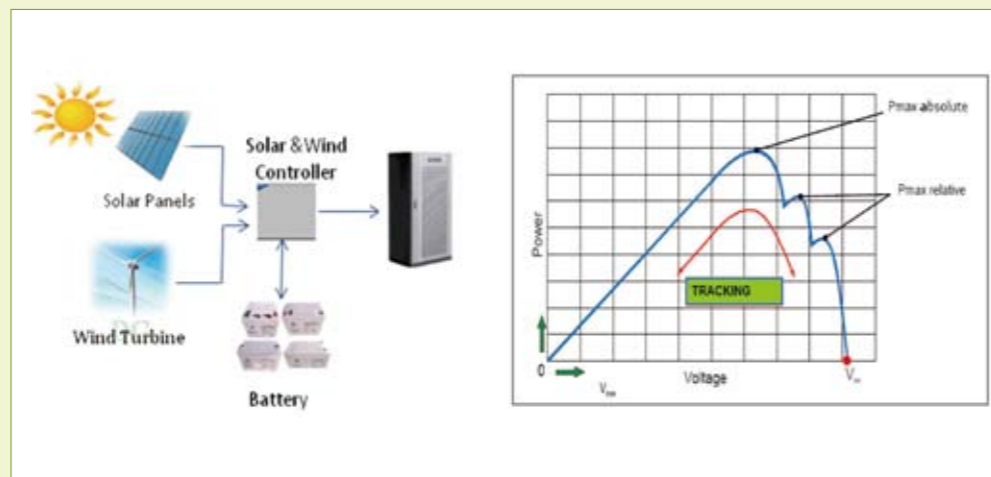 Solar & Wind
Controller
Solar Panels
Wind Turbine
Battery
Pmax absolute
Pmax relative
Power
TRACKING
0
Voltage